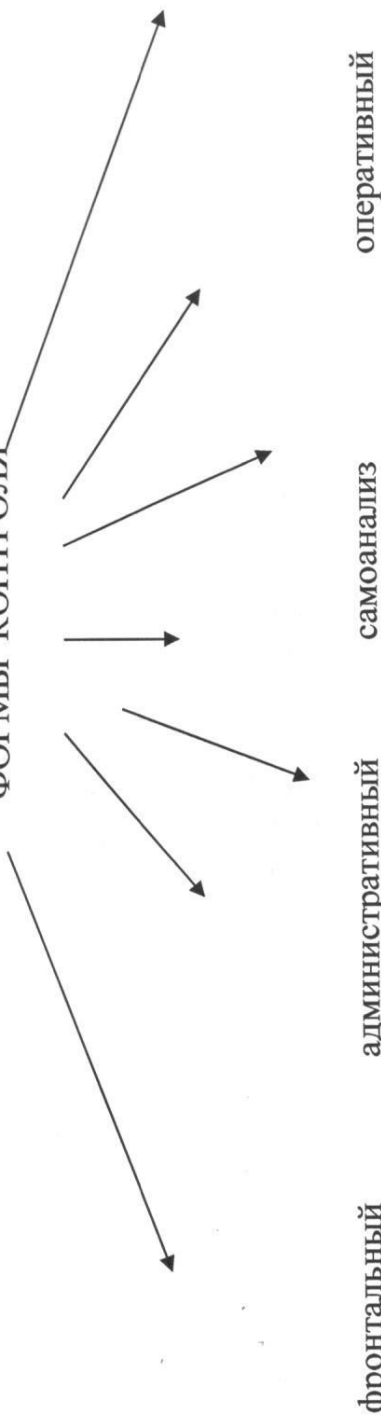 ФОРМЫ КОНТРОЛЯ
фронтальный
административный
самоанализ
оперативный